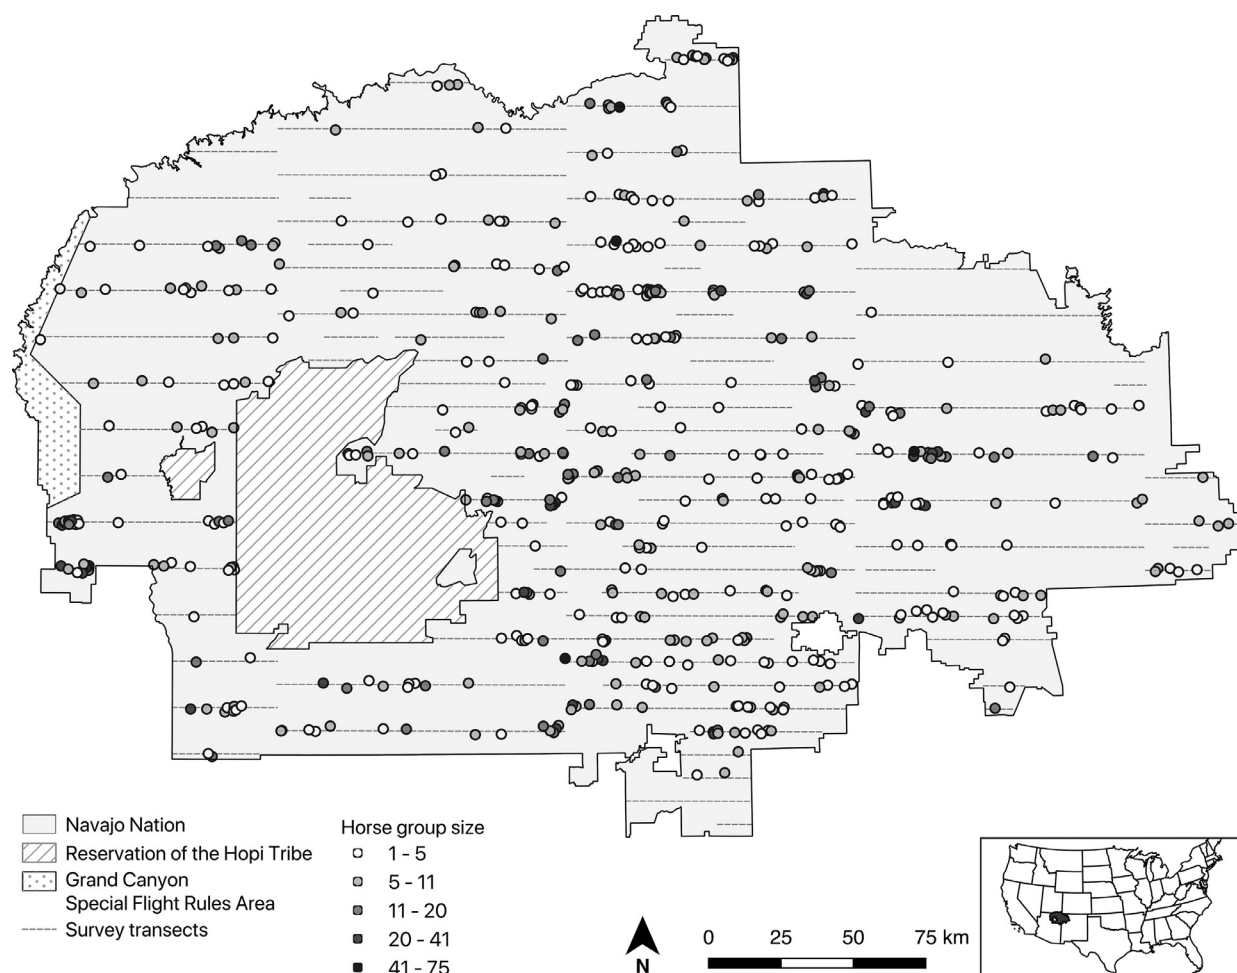 Navajo Nation
Reservation of the Hopi Tribe
Grand Canyon
Special Flight Rules Area
Survey transects
Horse group size
1 - 5
5 - 11
11 - 20
20 - 41
41 - 75
N
0 25 50 75 km